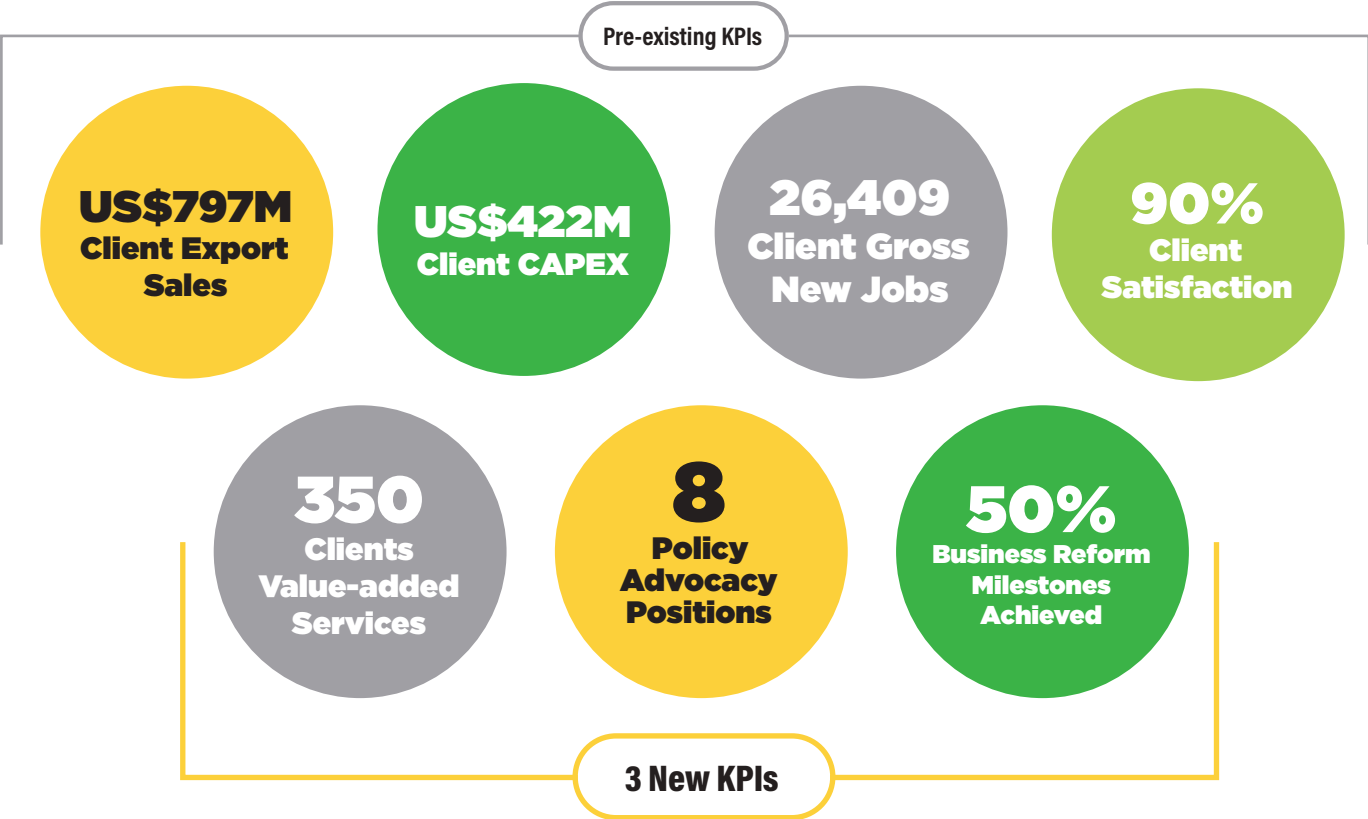 Pre-existing KPIs
US$797M
Client Export
Sales
US$422M
Client CAPEX
26,409
Client Gross
New Jobs
90%
Client
Satisfaction
350
Clients
Value-added
Services
8
Policy
Advocacy
Positions
50%
Business Reform
Milestones
Achieved
3 New KPIs